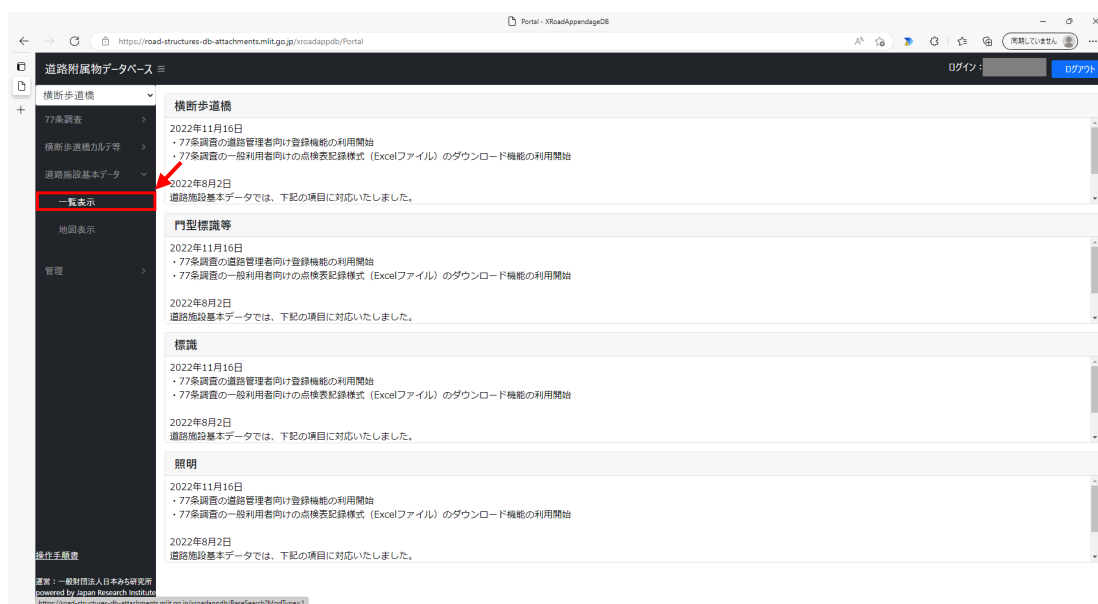 Portal - XRoadAppendageDB
https://road-structures-db-attachments.mlit.go.jp/xroadappdb/Portal
同期していません
道路附属物データベース
ログイン：
ログアウト
横断歩道橋
77条調査
横断歩道橋カルテ等
道路施設基本データ
一覧表示
地図表示
管理
横断歩道橋
2022年11月16日
・77条調査の道路管理者向け登録機能の利用開始
・77条調査の一般利用者向けの点検表記録様式（Excelファイル）のダウンロード機能の利用開始
2022年8月2日
道路施設基本データでは、下記の項目に対応いたしました。
門型標識等
2022年11月16日
・77条調査の道路管理者向け登録機能の利用開始
・77条調査の一般利用者向けの点検表記録様式（Excelファイル）のダウンロード機能の利用開始
2022年8月2日
道路施設基本データでは、下記の項目に対応いたしました。
標識
2022年11月16日
・77条調査の道路管理者向け登録機能の利用開始
・77条調査の一般利用者向けの点検表記録様式（Excelファイル）のダウンロード機能の利用開始
2022年8月2日
道路施設基本データでは、下記の項目に対応いたしました。
照明
2022年11月16日
・77条調査の道路管理者向け登録機能の利用開始
・77条調査の一般利用者向けの点検表記録様式（Excelファイル）のダウンロード機能の利用開始
2022年8月2日
道路施設基本データでは、下記の項目に対応いたしました。
操作手順書
運営：一般財団法人日本みち研究所
powered by Japan Research Institute
https://road-structures-db-attachments.mlit.go.jp/xroadappdb/BaseSearch?ModType=1